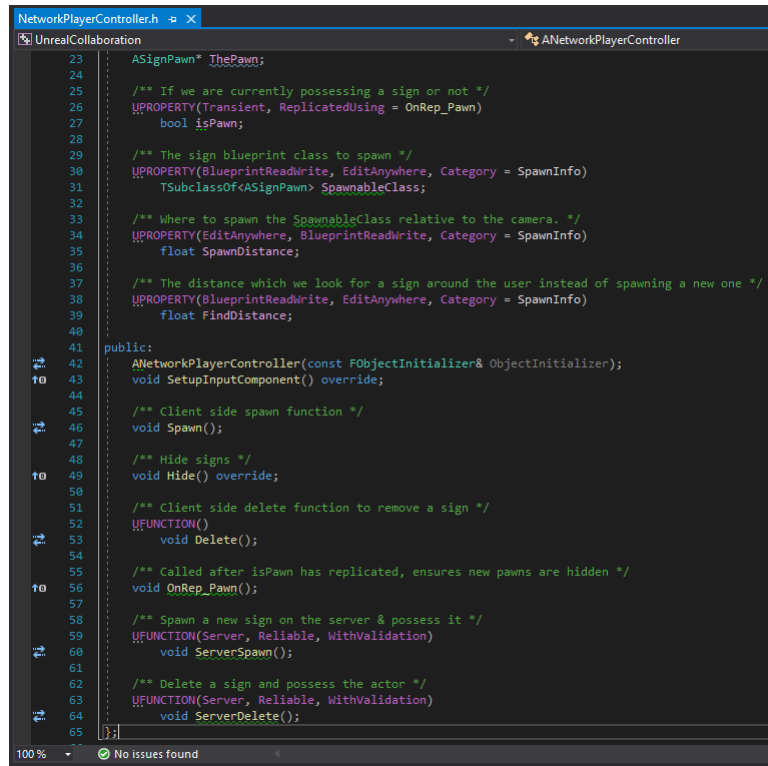 NetworkPlayerController.h
UnrealCollaboration ANetworkPlayerController
23 ASignPawn* ThePawn;
24
25 /** If we are currently possessing a sign or not */
26 UPROPERTY(Transient, ReplicatedUsing = OnRep_Pawn)
27 bool isPawn;
28
29 /** The sign blueprint class to spawn */
30 UPROPERTY(BlueprintReadWrite, EditAnywhere, Category = SpawnInfo)
31 TSubclassOf<ASignPawn> SpawnableClass;
32
33 /** Where to spawn the SpawnableClass relative to the camera. */
34 UPROPERTY(EditAnywhere, BlueprintReadWrite, Category = SpawnInfo)
35 float SpawnDistance;
36
37 /** The distance which we look for a sign around the user instead of spawning a new one */
38 UPROPERTY(BlueprintReadWrite, EditAnywhere, Category = SpawnInfo)
39 float FindDistance;
40
41 public:
42 ANetworkPlayerController(const FObjectInitializer& ObjectInitializer);
43 void SetupInputComponent() override;
44
45 /** Client side spawn function */
46 void Spawn();
47
48 /** Hide signs */
49 void Hide() override;
50
51 /** Client side delete function to remove a sign */
52 UFUNCTION()
53 void Delete();
54
55 /** Called after isPawn has replicated, ensures new pawns are hidden */
56 void OnRep_Pawn();
57
58 /** Spawn a new sign on the server & possess it */
59 UFUNCTION(Server, Reliable, WithValidation)
60 void ServerSpawn();
61
62 /** Delete a sign and possess the actor */
63 UFUNCTION(Server, Reliable, WithValidation)
64 void ServerDelete();
65 };
100 % No issues found